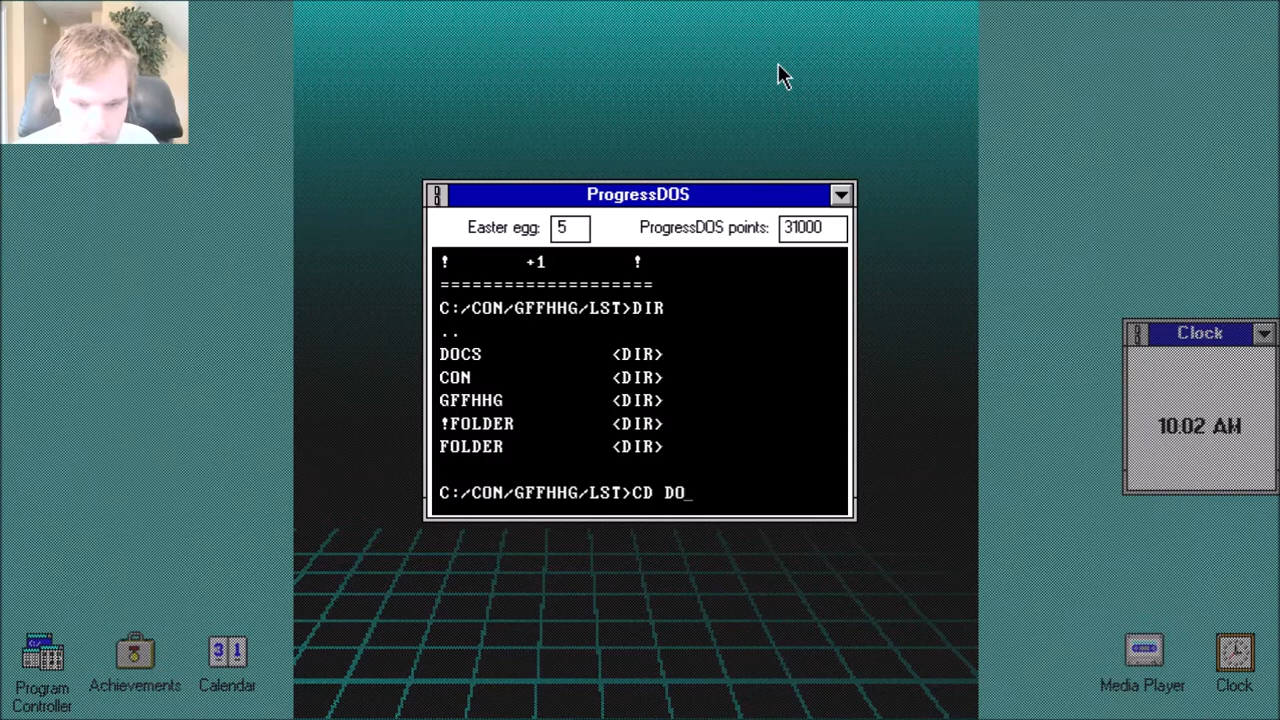 ProgressDOS
Easter egg: 5 ProgressDOS points: 31000
! +1 !
====================
C:/CON/GFFHHG/LST>DIR
..
DOCS <DIR>
CON <DIR>
GFFHHG <DIR>
!FOLDER <DIR>
FOLDER <DIR>
C:/CON/GFFHHG/LST>CD DO_
Clock
10:02 AM
Program
Controller
Achievements
31
Calendar
Media Player
Clock